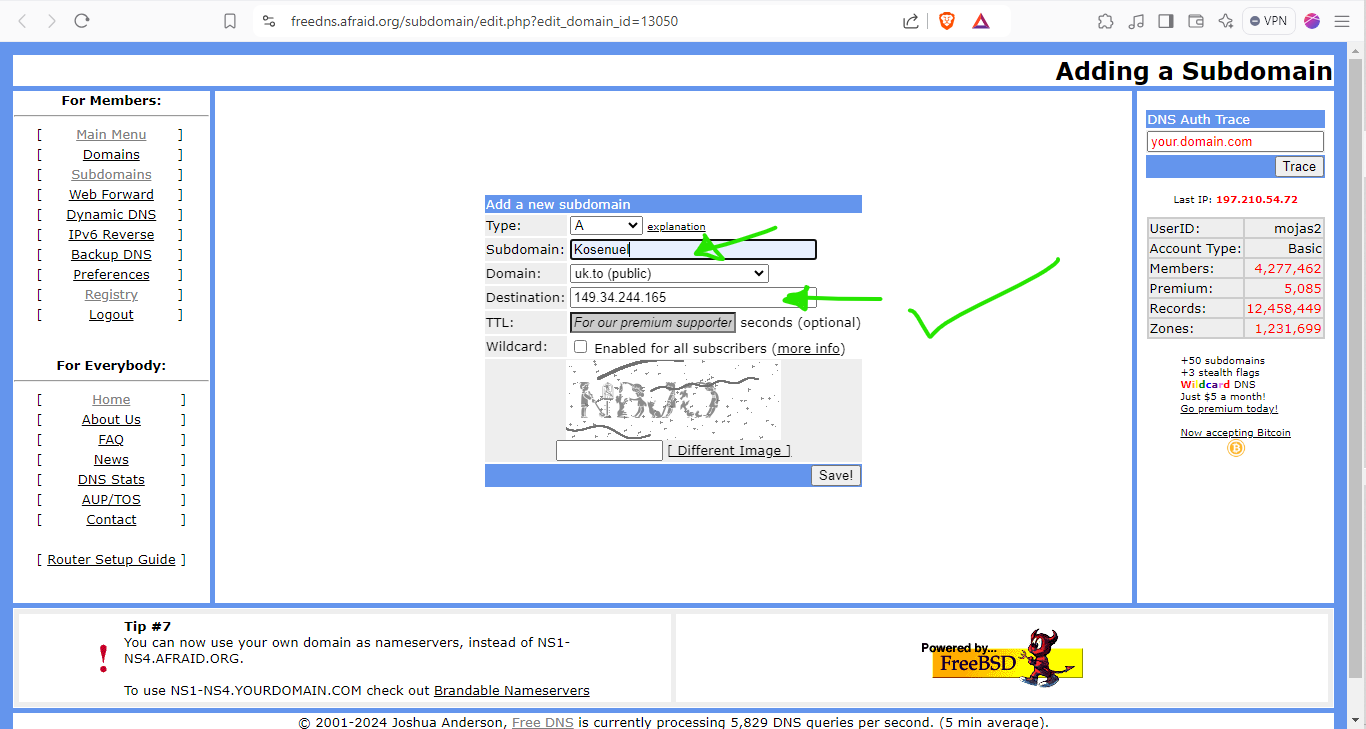 freedns.afraid.org/subdomain/edit.php?edit_domain_id=13050
VPN
Adding a Subdomain
For Members:
[ Main Menu ]
[ Domains ]
[ Subdomains ]
[ Web Forward ]
[ Dynamic DNS ]
[ IPv6 Reverse ]
[ Backup DNS ]
[ Preferences ]
[ Registry ]
[ Logout ]
For Everybody:
[ Home ]
[ About Us ]
[ FAQ ]
[ News ]
[ DNS Stats ]
[ AUP/TOS ]
[ Contact ]
[ Router Setup Guide ]
Add a new subdomain
Type: A explanation
Subdomain: Kosenuel
Domain: uk.to (public)
Destination: 149.34.244.165
TTL: For our premium supporter seconds (optional)
Wildcard: Enabled for all subscribers (more info)
[ Different Image ]
Save!
DNS Auth Trace
your.domain.com
Trace
Last IP: 197.210.54.72
UserID: mojas2
Account Type: Basic
Members: 4,277,462
Premium: 5,085
Records: 12,458,449
Zones: 1,231,699
+50 subdomains
+3 stealth flags
Wildcard DNS
Just $5 a month!
Go premium today!
Now accepting Bitcoin
Tip #7
You can now use your own domain as nameservers, instead of NS1-
NS4.AFRAID.ORG.
To use NS1-NS4.YOURDOMAIN.COM check out Brandable Nameservers
Powered by...
FreeBSD
© 2001-2024 Joshua Anderson, Free DNS is currently processing 5,829 DNS queries per second. (5 min average).